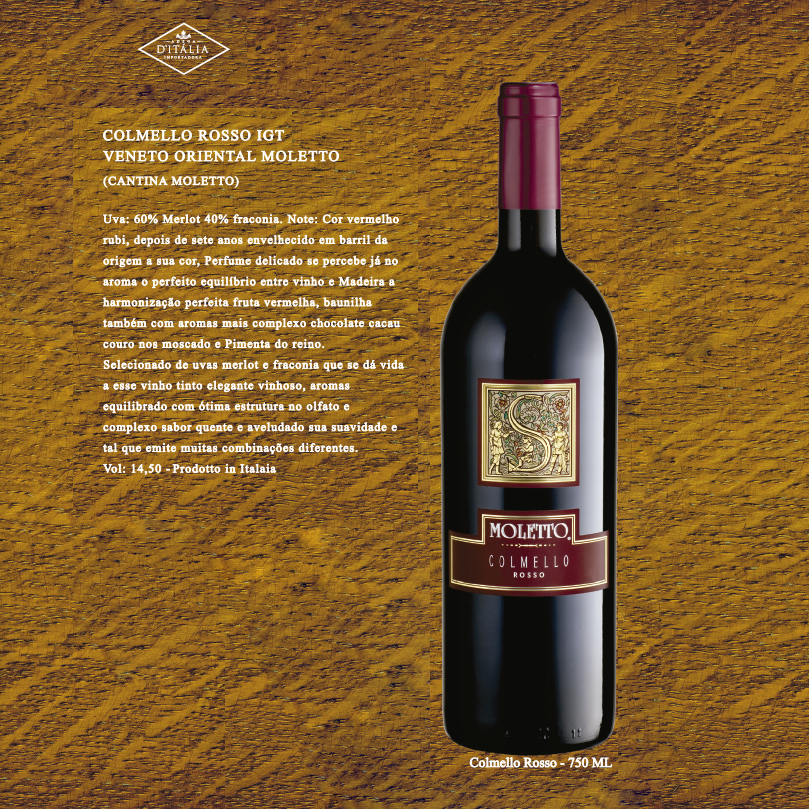 ADEGA
D'ITÁLIA
IMPORTADORA
COLMELLO ROSSO IGT
VENETO ORIENTAL MOLETTO
(CANTINA MOLETTO)
Uva: 60% Merlot 40% fraconia. Note: Cor vermelho
rubi, depois de sete anos envelhecido em barril da
origem a sua cor, Perfume delicado se percebe já no
aroma o perfeito equilíbrio entre vinho e Madeira a
harmonização perfeita fruta vermelha, baunilha
também com aromas mais complexo chocolate cacau
couro nos moscado e Pimenta do reino.
Selecionado de uvas merlot e fraconia que se dá vida
a esse vinho tinto elegante vinhoso, aromas
equilibrado com ótima estrutura no olfato e
complexo sabor quente e aveludado sua suavidade e
tal que emite muitas combinações diferentes.
Vol: 14,50 - Prodotto in Italaia
S
MOLETTO
COLMELLO
ROSSO
Colmello Rosso - 750 ML